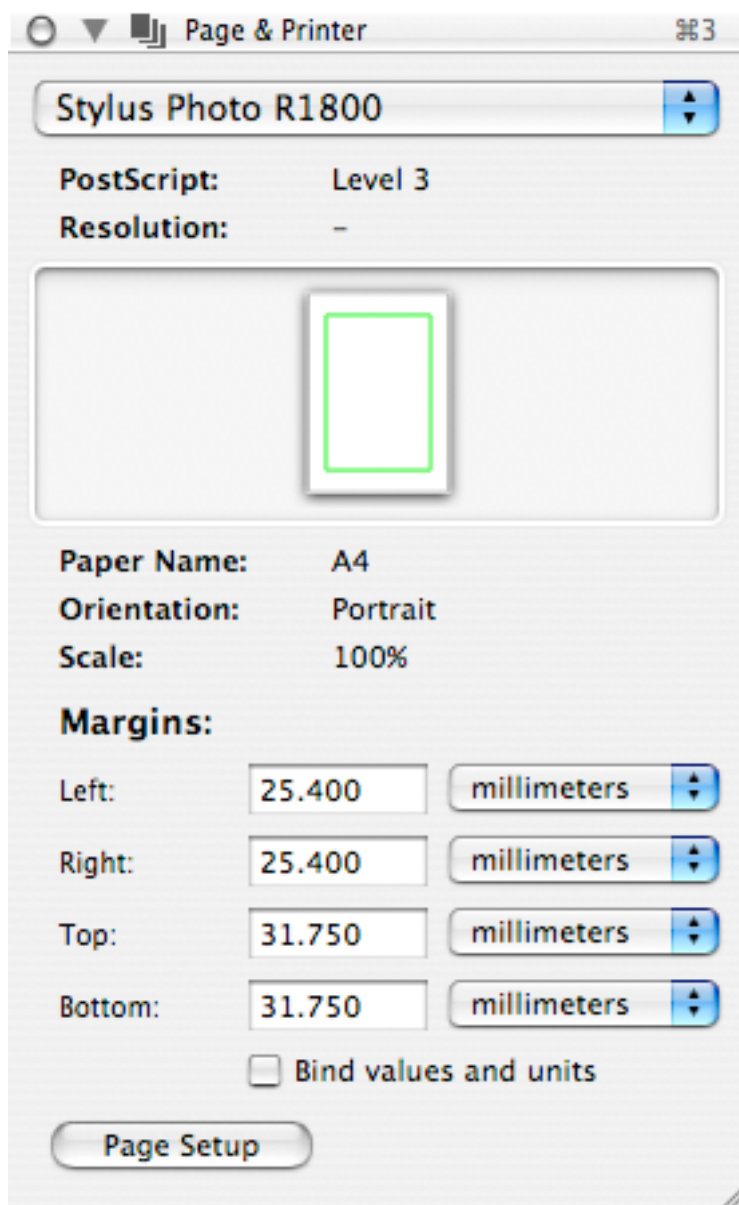 Page & Printer ⌘3
Stylus Photo R1800
PostScript: Level 3
Resolution: –
Paper Name: A4
Orientation: Portrait
Scale: 100%
Margins:
Left: 25.400 millimeters
Right: 25.400 millimeters
Top: 31.750 millimeters
Bottom: 31.750 millimeters
Bind values and units
Page Setup